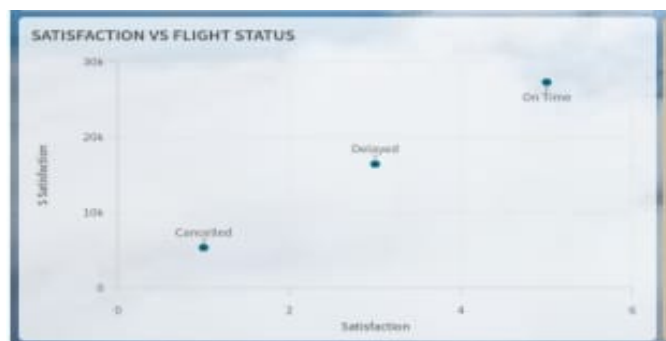 SATISFACTION VS FLIGHT STATUS
30k
On Time
20k
Delayed
10k
Cancelled
0
0 2 4 6
Satisfaction